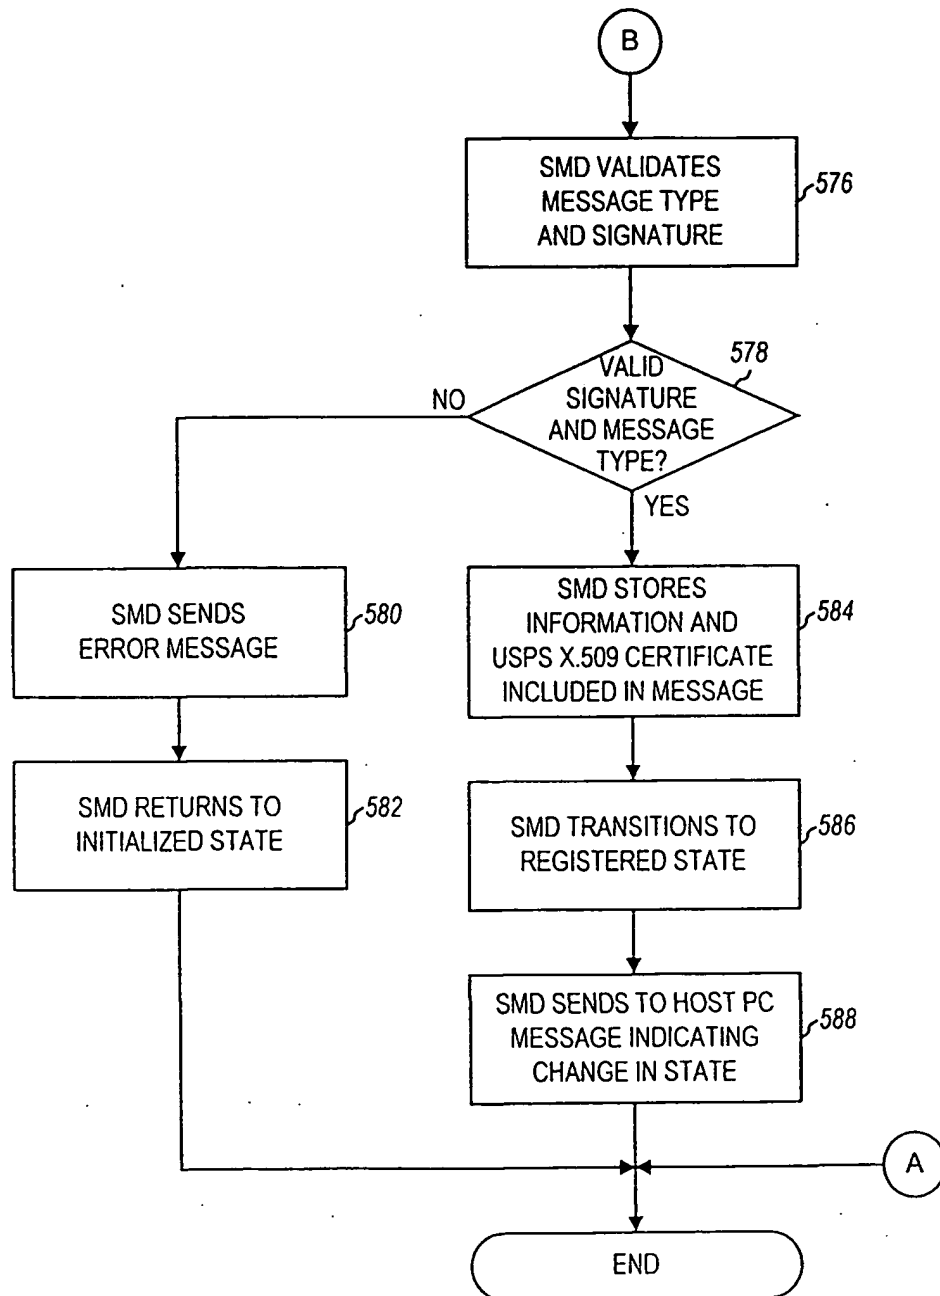 B
SMD VALIDATES
MESSAGE TYPE
AND SIGNATURE
576
VALID
SIGNATURE
AND MESSAGE
TYPE?
578
NO
YES
SMD SENDS
ERROR MESSAGE
580
SMD STORES
INFORMATION AND
USPS X.509 CERTIFICATE
INCLUDED IN MESSAGE
584
SMD RETURNS TO
INITIALIZED STATE
582
SMD TRANSITIONS TO
REGISTERED STATE
586
SMD SENDS TO HOST PC
MESSAGE INDICATING
CHANGE IN STATE
588
A
END